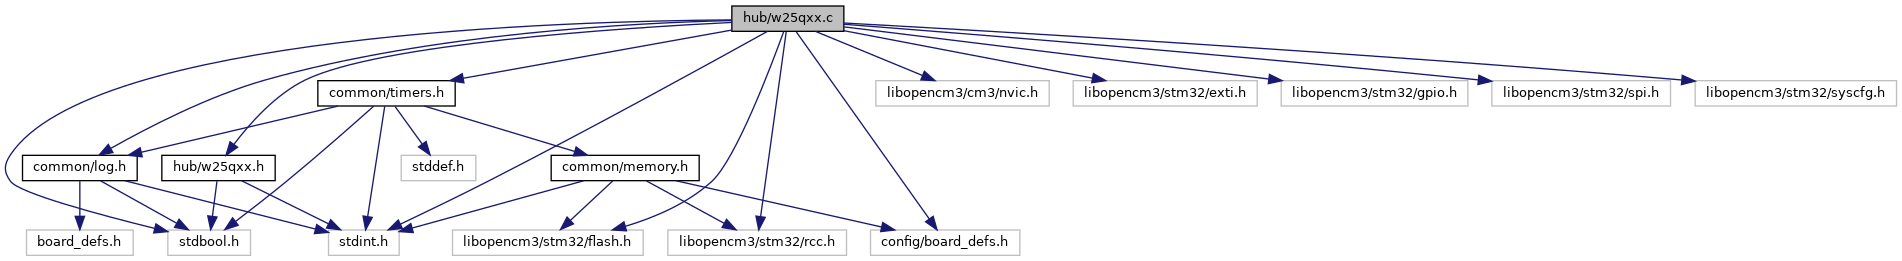 hub/w25qxx.c
common/timers.h
libopencm3/cm3/nvic.h
libopencm3/stm32/exti.h
libopencm3/stm32/gpio.h
libopencm3/stm32/spi.h
libopencm3/stm32/syscfg.h
common/log.h
hub/w25qxx.h
stddef.h
common/memory.h
board_defs.h
stdbool.h
stdint.h
libopencm3/stm32/flash.h
libopencm3/stm32/rcc.h
config/board_defs.h